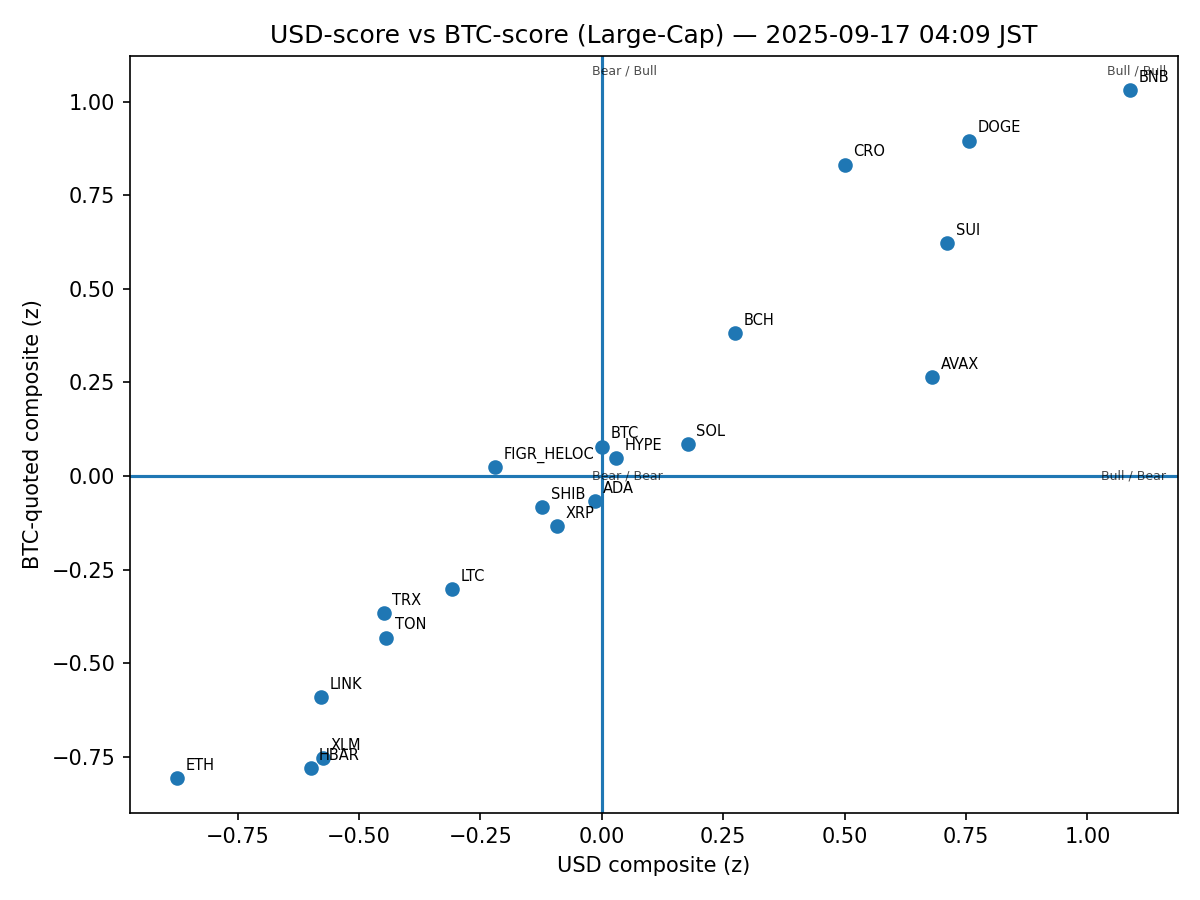 USD-score vs BTC-score (Large-Cap) — 2025-09-17 04:09 JST
Bear / Bull
Bull / Bull
BNB
DOGE
CRO
SUI
BCH
AVAX
SOL
BTC
HYPE
FIGR_HELOC
Bear / Bear
Bull / Bear
ADA
SHIB
XRP
LTC
TRX
TON
LINK
XLM
HBAR
ETH
1.00
0.75
0.50
0.25
0.00
−0.25
−0.50
−0.75
BTC-quoted composite (z)
−0.75
−0.50
−0.25
0.00
0.25
0.50
0.75
1.00
USD composite (z)